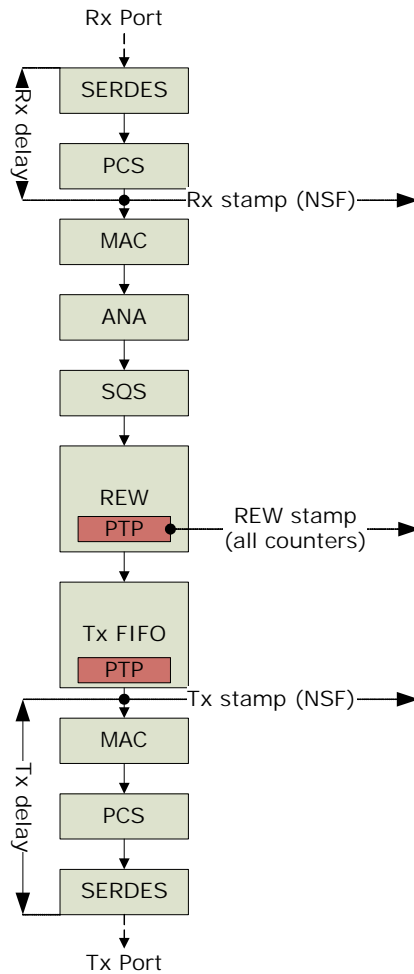 Rx Port
SERDES
Rx delay
PCS
Rx stamp (NSF)
MAC
ANA
SQS
REW
PTP
REW stamp
(all counters)
Tx FIFO
PTP
Tx stamp (NSF)
MAC
Tx delay
PCS
SERDES
Tx Port